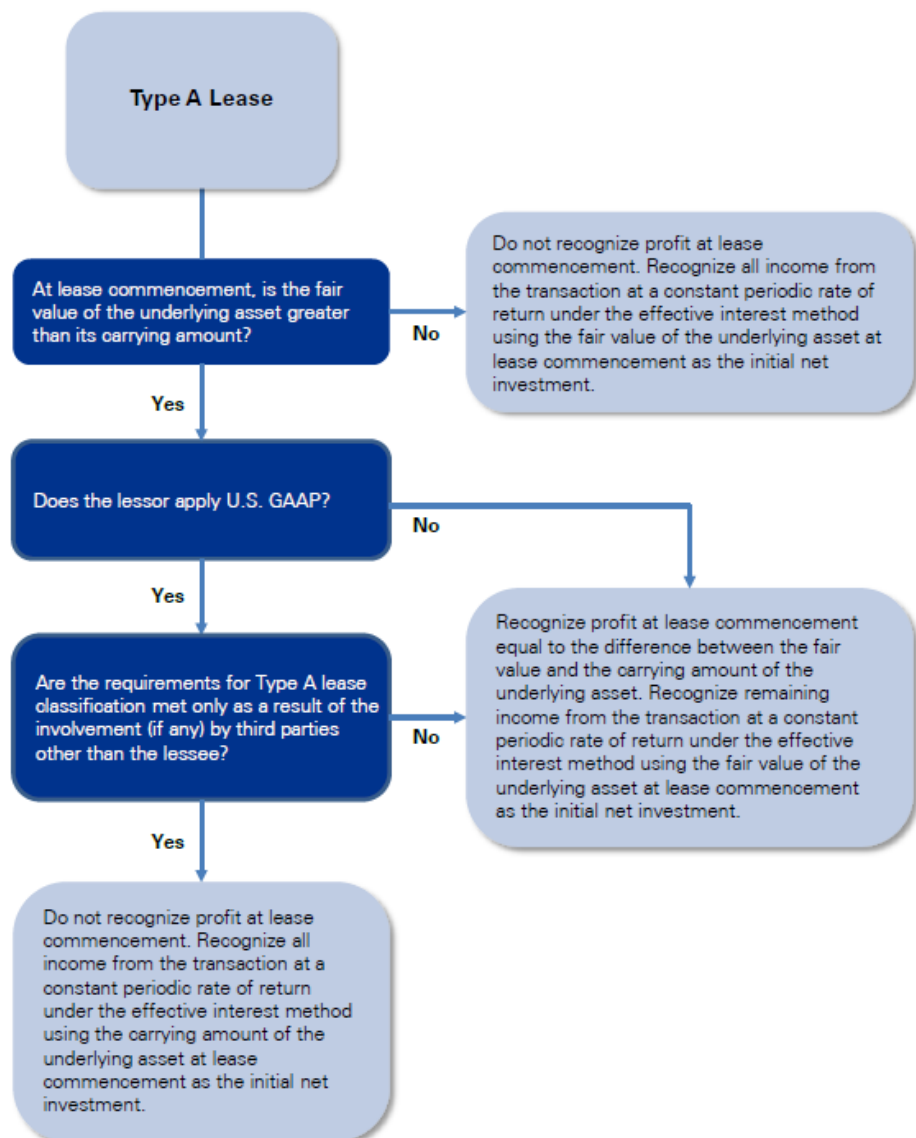 Type A Lease
At lease commencement, is the fair
value of the underlying asset greater
than its carrying amount?
No
Do not recognize profit at lease
commencement. Recognize all income from
the transaction at a constant periodic rate of
return under the effective interest method
using the fair value of the underlying asset at
lease commencement as the initial net
investment.
Yes
Does the lessor apply U.S. GAAP?
No
Yes
Are the requirements for Type A lease
classification met only as a result of the
involvement (if any) by third parties
other than the lessee?
No
Recognize profit at lease commencement
equal to the difference between the fair
value and the carrying amount of the
underlying asset. Recognize remaining
income from the transaction at a constant
periodic rate of return under the effective
interest method using the fair value of the
underlying asset at lease commencement
as the initial net investment.
Yes
Do not recognize profit at lease
commencement. Recognize all
income from the transaction at a
constant periodic rate of return
under the effective interest method
using the carrying amount of the
underlying asset at lease
commencement as the initial net
investment.